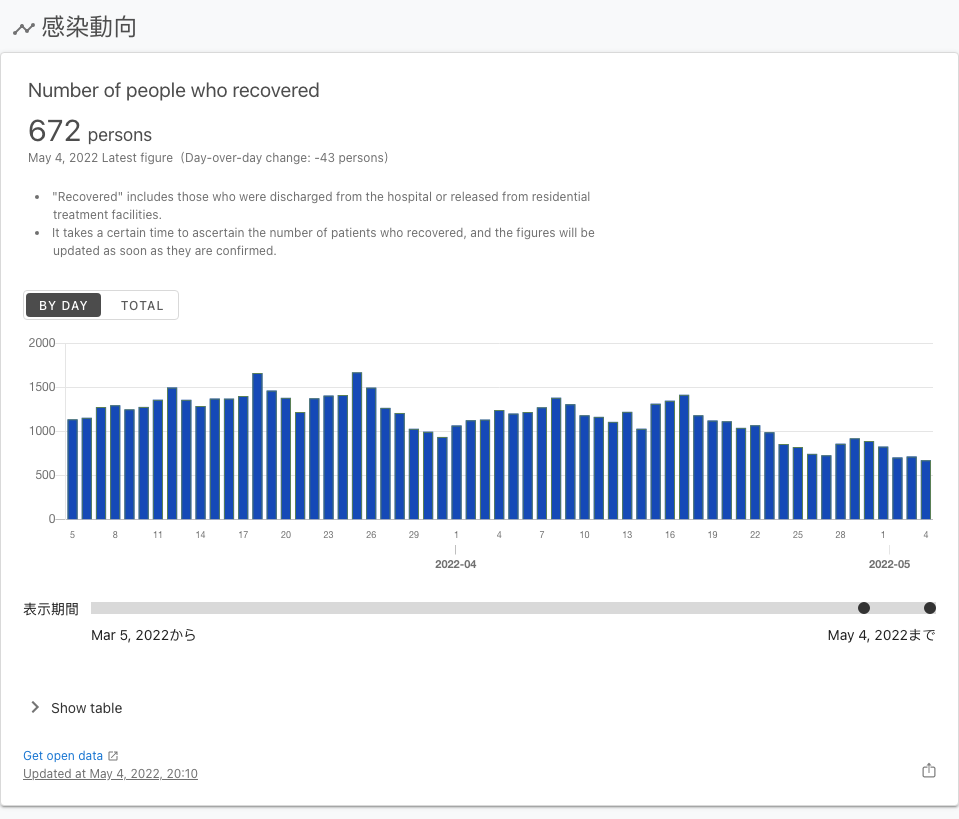 感染動向
Number of people who recovered
672 persons
May 4, 2022 Latest figure (Day-over-day change: -43 persons)
• "Recovered" includes those who were discharged from the hospital or released from residential
treatment facilities.
• It takes a certain time to ascertain the number of patients who recovered, and the figures will be
updated as soon as they are confirmed.
BY DAY TOTAL
2000
1500
1000
500
0
5 8 11 14 17 20 23 26 29 1 4 7 10 13 16 19 22 25 28 1 4
2022-04 2022-05
表示期間
Mar 5, 2022から May 4, 2022まで
Show table
Get open data
Updated at May 4, 2022, 20:10